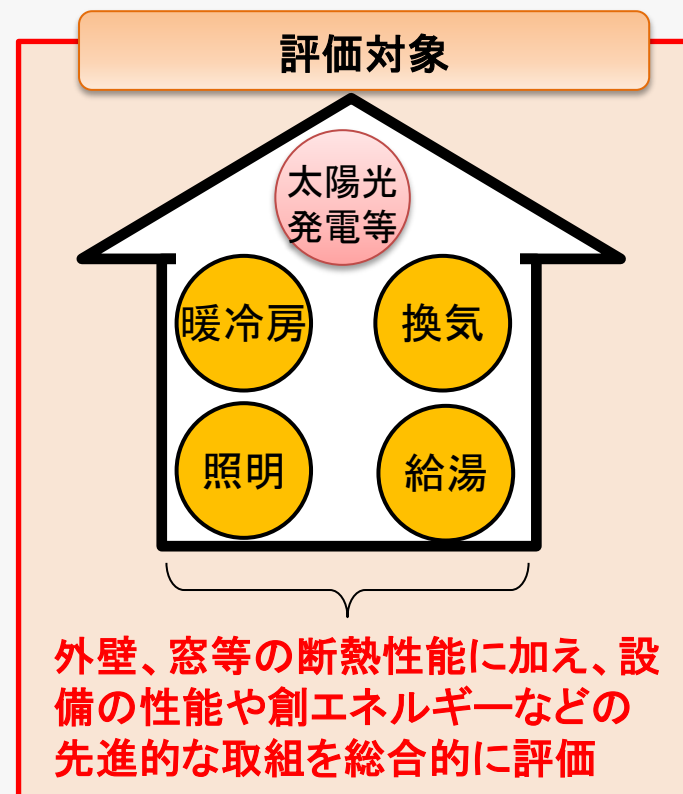 評価対象
太陽光
発電等
暖冷房
換気
照明
給湯
外壁、窓等の断熱性能に加え、設
備の性能や創エネルギーなどの
先進的な取組を総合的に評価